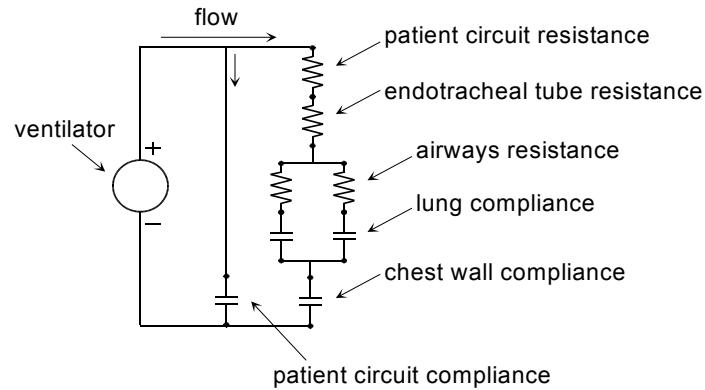 flow
patient circuit resistance
endotracheal tube resistance
ventilator
airways resistance
+
lung compliance
−
chest wall compliance
patient circuit compliance